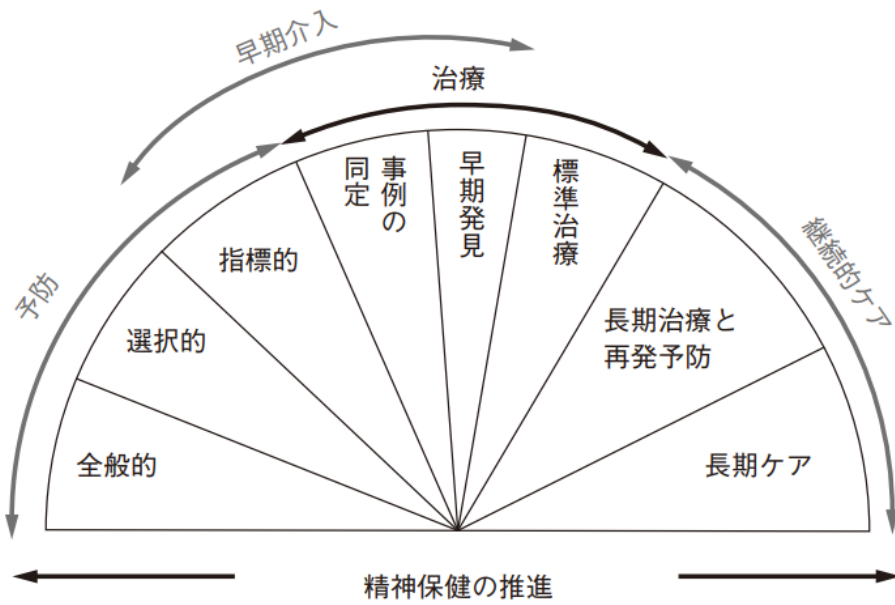 早期介入
治療
予防
継続的ケア
全般的
選択的
指標的
事例の
同定
早期発見
標準治療
長期治療と
再発予防
長期ケア
精神保健の推進